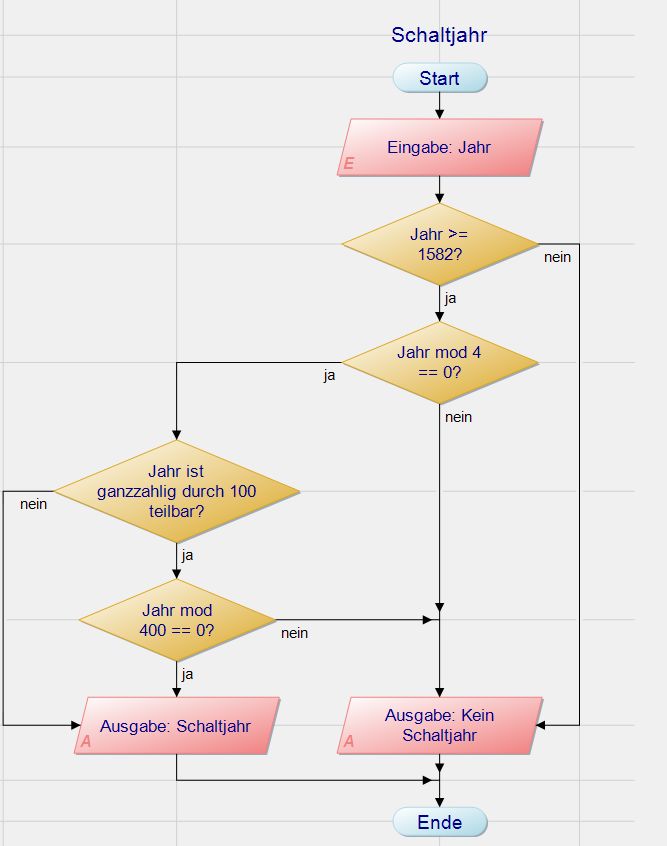 Schaltjahr
Start
Eingabe: Jahr
E
Jahr >=
1582?
nein
ja
Jahr mod 4
== 0?
ja
nein
Jahr ist
ganzzahlig durch 100
teilbar?
nein
ja
Jahr mod
400 == 0?
nein
ja
Ausgabe: Schaltjahr
A
Ausgabe: Kein
Schaltjahr
A
Ende